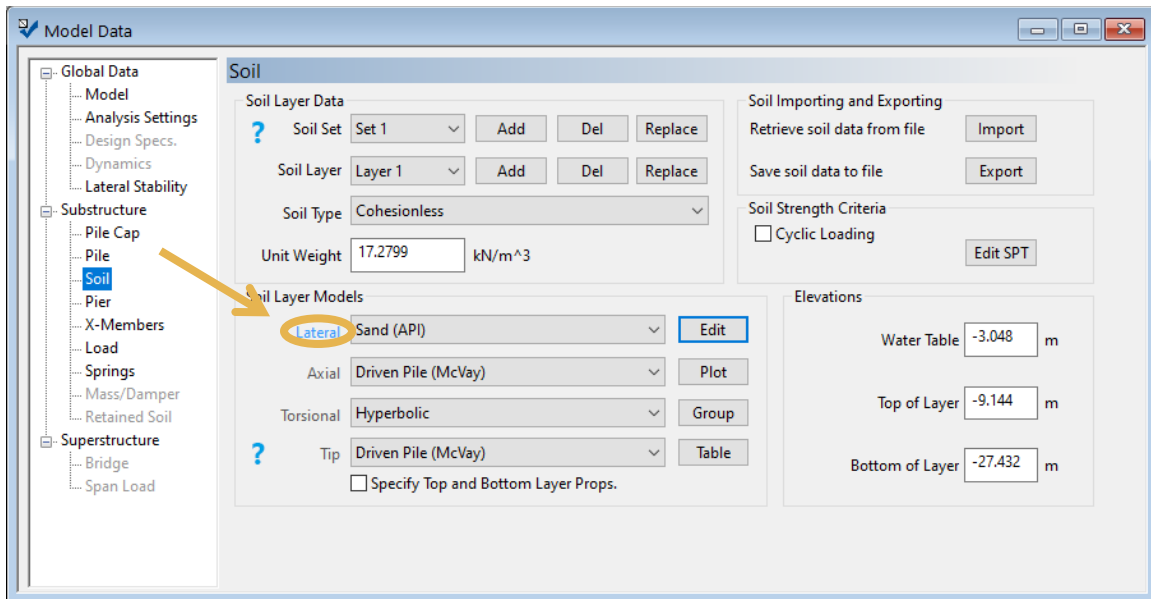 Model Data
Global Data
Model
Analysis Settings
Design Specs.
Dynamics
Lateral Stability
Substructure
Pile Cap
Pile
Soil
Pier
X-Members
Load
Springs
Mass/Damper
Retained Soil
Superstructure
Bridge
Span Load
Soil
Soil Layer Data
? Soil Set Set 1 Add Del Replace
Soil Layer Layer 1 Add Del Replace
Soil Type Cohesionless
Unit Weight 17.2799 kN/m^3
Soil Importing and Exporting
Retrieve soil data from file Import
Save soil data to file Export
Soil Strength Criteria
Cyclic Loading
Edit SPT
Soil Layer Models
Lateral Sand (API) Edit
Axial Driven Pile (McVay) Plot
Torsional Hyperbolic Group
? Tip Driven Pile (McVay) Table
Specify Top and Bottom Layer Props.
Elevations
Water Table -3.048 m
Top of Layer -9.144 m
Bottom of Layer -27.432 m